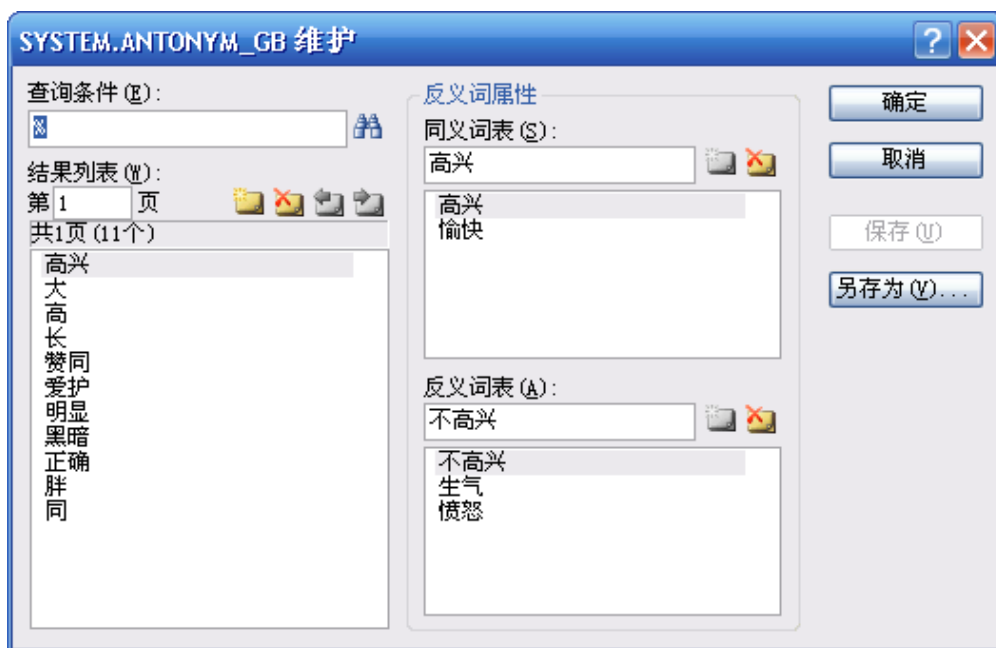 SYSTEM.ANTONYM_GB 维护
查询条件(E):
%
结果列表(W):
第 1 页
共1页(11个)
高兴
大
高
长
赞同
爱护
明显
黑暗
正确
胖
同
反义词属性
同义词表(S):
高兴
高兴
愉快
反义词表(A):
不高兴
不高兴
生气
愤怒
确定
取消
保存(U)
另存为(V)...